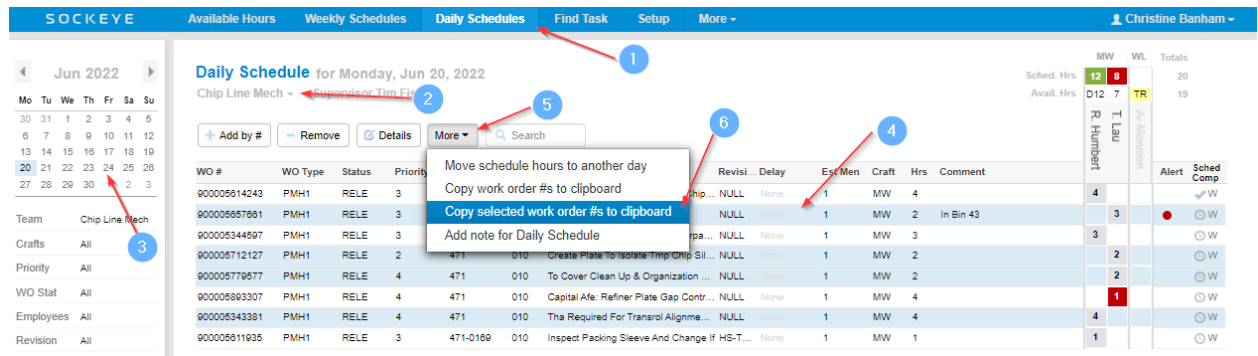 SOCKEYE Available Hours Weekly Schedules Daily Schedules Find Task Setup More Christine Banham
1
Jun 2022
Mo Tu We Th Fr Sa Su
30 31 1 2 3 4 5
6 7 8 9 10 11 12
13 14 15 16 17 18 19
20 21 22 23 24 25 26
27 28 29 30 1 2 3
3
Team Chip Line Mech
Crafts All
Priority All
WO Stat All
Employees All
Revision All
Daily Schedule for Monday, Jun 20, 2022
Chip Line Mech 2 Supervisor Tim
5
Add by # Remove Details More Search
Move schedule hours to another day
Copy work order #s to clipboard
Copy selected work order #s to clipboard
Add note for Daily Schedule
6
4
MW WL Totals
Sched. Hrs 12 8 20
Avail. Hrs D12 7 TR 19
R. Humbert T. Lau A. Mannion
WO # WO Type Status Priority Revisi... Delay Est Men Craft Hrs Comment Alert Sched Comp
900005614243 PMH1 RELE 3 Chip... NULL None 1 MW 4 4 W
900005657661 PMH1 RELE 3 NULL None 1 MW 2 In Bin 43 3 W
900005344597 PMH1 RELE 3 rpa... NULL None 1 MW 3 3 W
900005712127 PMH1 RELE 2 471 010 Create Plate To Isolate Tmp Chip Sil... NULL None 1 MW 2 2 W
900005779577 PMH1 RELE 4 471 010 To Cover Clean Up & Organization ... NULL None 1 MW 2 2 W
900005893307 PMH1 RELE 4 471 010 Capital Afe: Refiner Plate Gap Contr... NULL None 1 MW 4 1 W
900005343381 PMH1 RELE 4 471 010 Tha Required For Transrol Alignme... NULL None 1 MW 4 4 W
900005611935 PMH1 RELE 3 471-0169 010 Inspect Packing Sleeve And Change If HS-T... None 1 MW 1 1 W